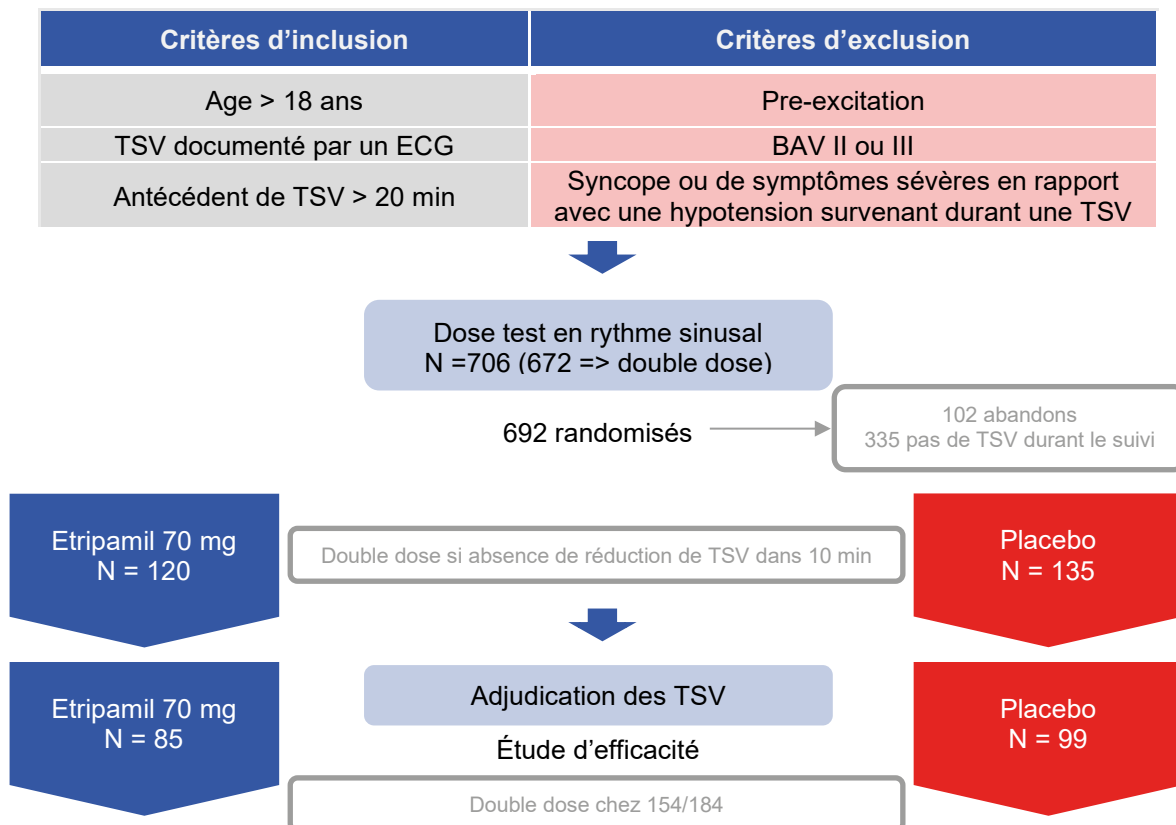 Critères d'inclusion
Critères d'exclusion
Age > 18 ans
Pre-excitation
TSV documenté par un ECG
BAV II ou III
Antécédent de TSV > 20 min
Syncope ou de symptômes sévères en rapport
avec une hypotension survenant durant une TSV
Dose test en rythme sinusal
N =706 (672 => double dose)
692 randomisés
102 abandons
335 pas de TSV durant le suivi
Etripamil 70 mg
N = 120
Double dose si absence de réduction de TSV dans 10 min
Placebo
N = 135
Etripamil 70 mg
N = 85
Adjudication des TSV
Étude d'efficacité
Double dose chez 154/184
Placebo
N = 99